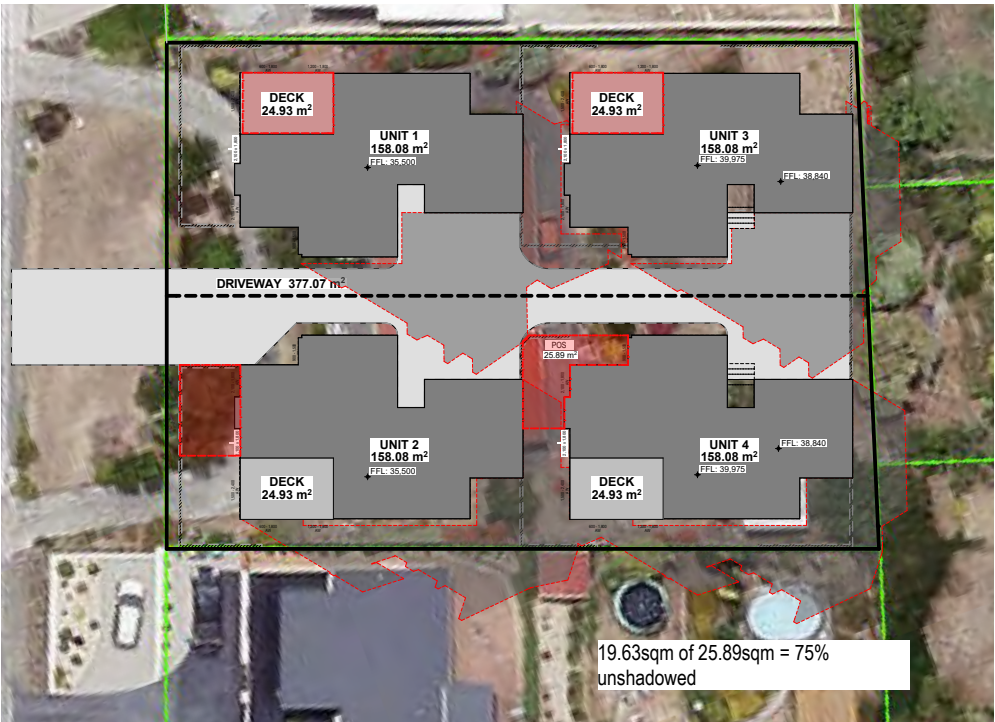 DECK
24.93 m²
UNIT 1
158.08 m²
FFL: 35,500
DECK
24.93 m²
UNIT 3
158.08 m²
FFL: 39,975
FFL: 38,840
DRIVEWAY 377.07 m²
POS
25.89 m²
UNIT 2
158.08 m²
FFL: 35,500
DECK
24.93 m²
UNIT 4
158.08 m²
FFL: 39,975
FFL: 38,840
DECK
24.93 m²
19.63sqm of 25.89sqm = 75%
unshadowed